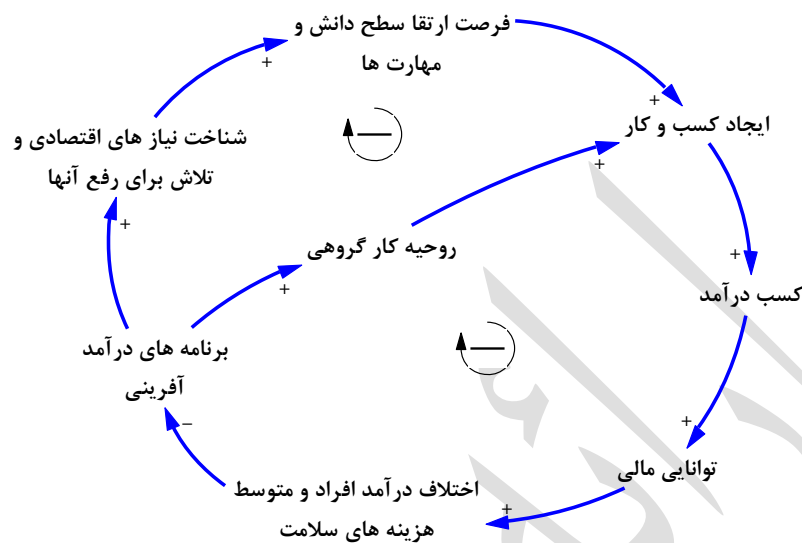 فرصت ارتقا سطح دانش و
مهارت ها
+
+
ایجاد کسب و کار
شناخت نیاز های اقتصادی و
تلاش برای رفع آنها
+
+
روحیه کار گروهی
+
+
کسب درآمد
برنامه های درآمد
آفرینی
+
–
+
توانایی مالی
اختلاف درآمد افراد و متوسط
هزینه های سلامت
+